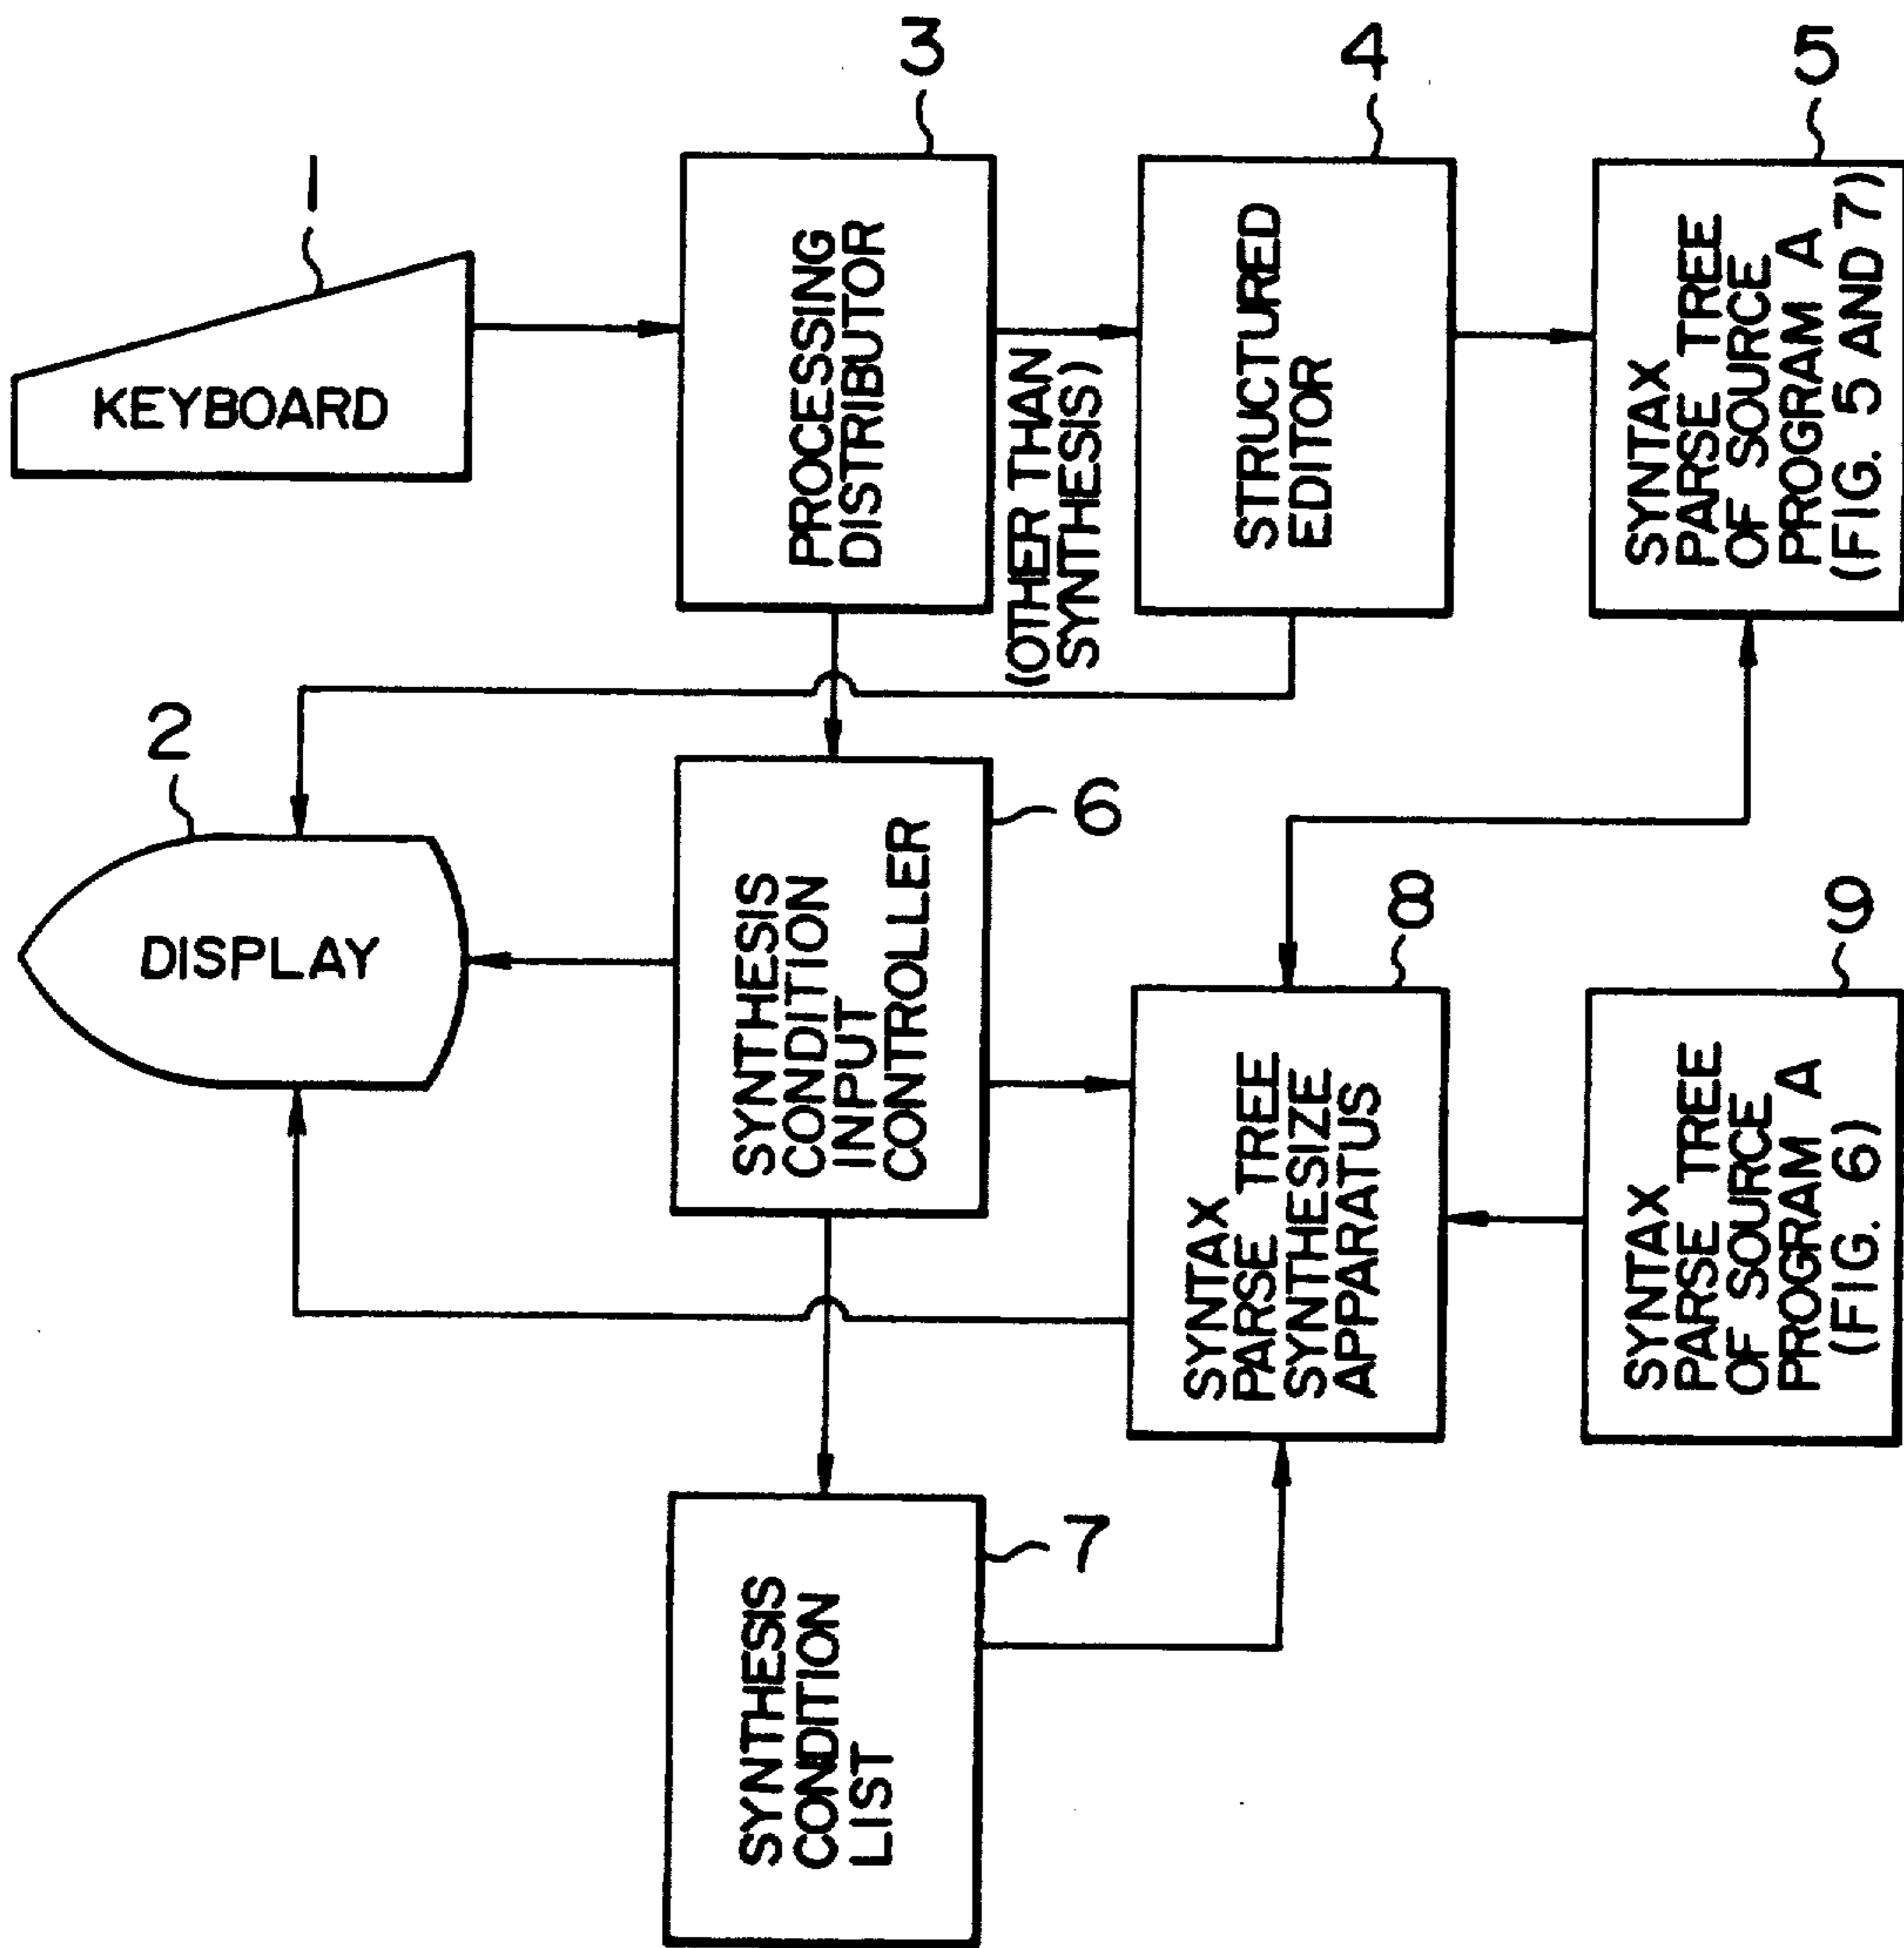 1
KEYBOARD
2
DISPLAY
3
PROCESSING
DISTRIBUTOR
(OTHER THAN
SYNTHESIS)
4
STRUCTURED
EDITOR
5
SYNTAX
PARSE TREE
OF SOURCE
PROGRAM A
(FIG. 5 AND 7)
6
SYNTHESIS
CONDITION
INPUT
CONTROLLER
7
SYNTHESIS
CONDITION
LIST
8
SYNTAX
PARSE TREE
SYNTHESIZE
APPARATUS
9
SYNTAX
PARSE TREE
OF SOURCE
PROGRAM A
(FIG. 6)